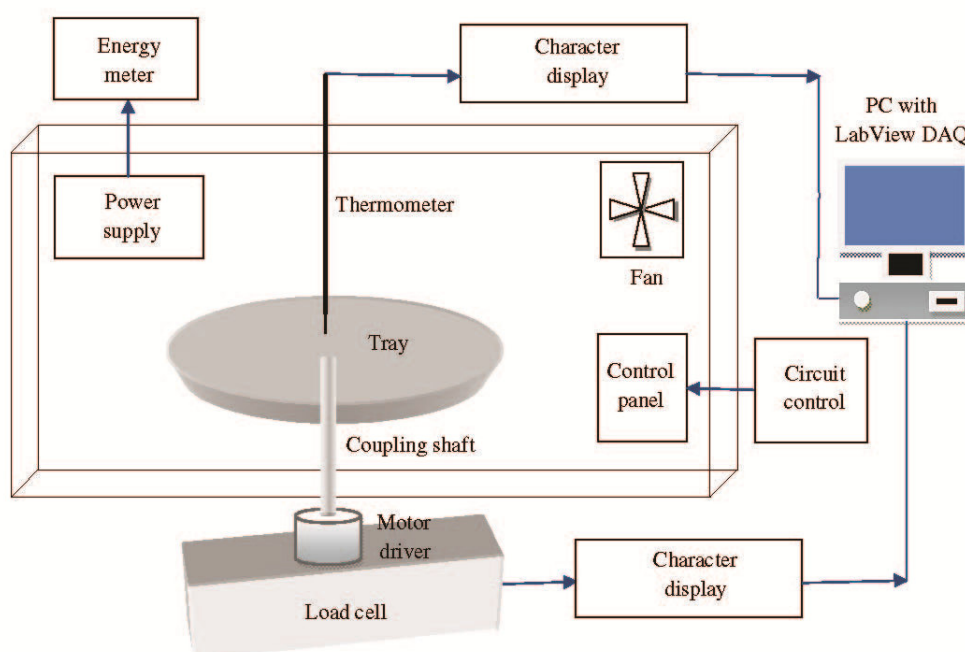 Energy
meter
Character
display
PC with
LabView DAQ
Power
supply
Thermometer
Fan
Tray
Control
panel
Circuit
control
Coupling shaft
Motor
driver
Load cell
Character
display